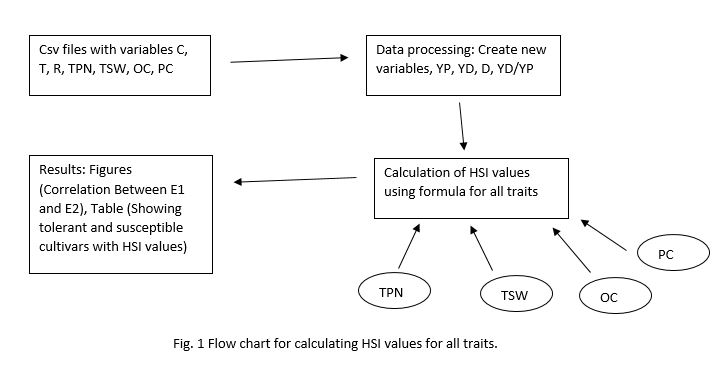 Csv files with variables C,
T, R, TPN, TSW, OC, PC
Data processing: Create new
variables, YP, YD, D, YD/YP
Calculation of HSI values
using formula for all traits
Results: Figures
(Correlation Between E1
and E2), Table (Showing
tolerant and susceptible
cultivars with HSI values)
TPN
TSW
OC
PC
Fig. 1 Flow chart for calculating HSI values for all traits.